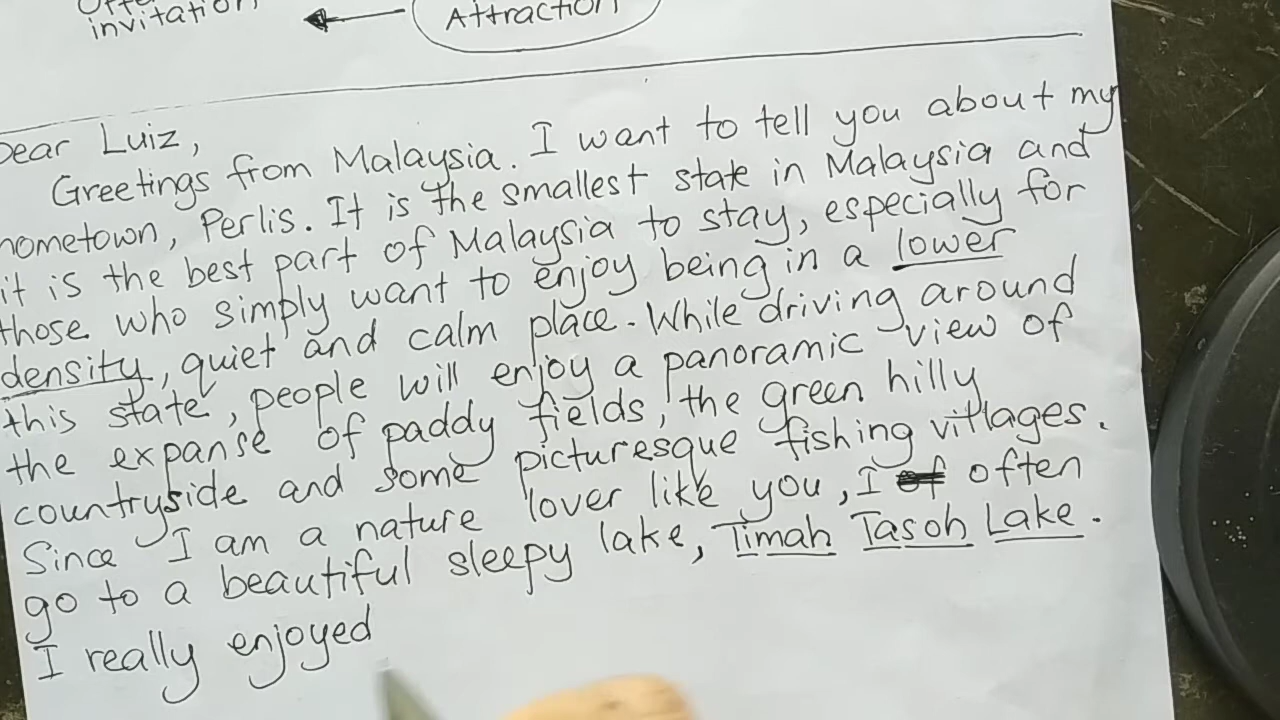 invitation
Attraction
Dear Luiz,
Greetings from Malaysia. I want to tell you about my
hometown, Perlis. It is the smallest state in Malaysia and
it is the best part of Malaysia to stay, especially for
those who simply want to enjoy being in a lower
density, quiet and calm place. While driving around
this state, people will enjoy a panoramic view of
the expanse of paddy fields, the green hilly
countryside and some picturesque fishing villages.
Since I am a nature lover like you, I often
go to a beautiful sleepy lake, Timah Tasoh Lake.
I really enjoyed